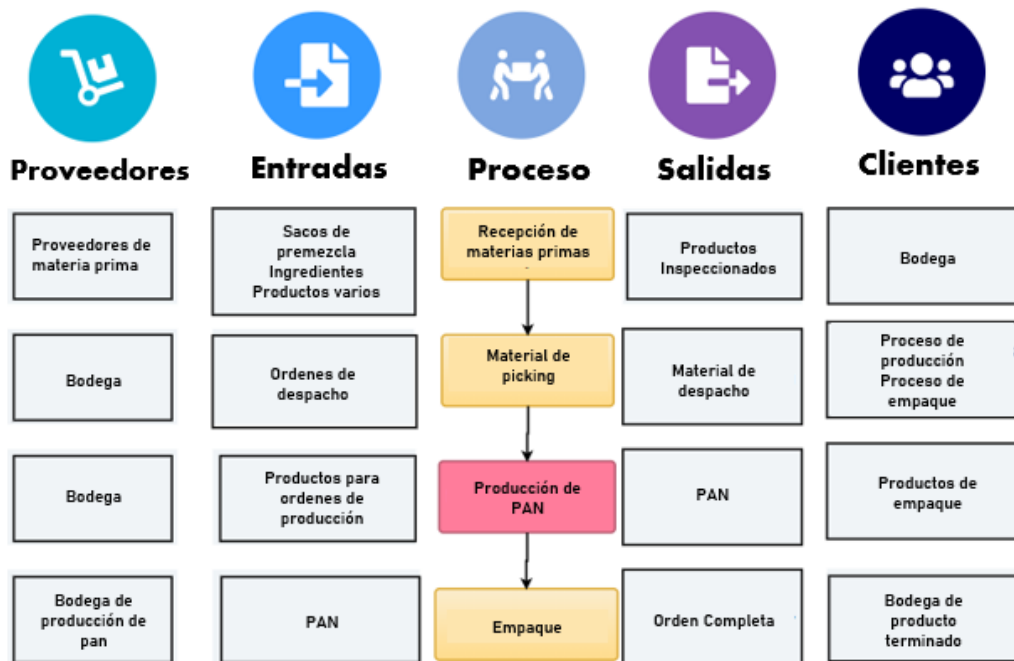 Proveedores
Entradas
Proceso
Salidas
Clientes
Proveedores de
materia prima
Sacos de
premezcla
Ingredientes
Productos varios
Recepción de
materias primas
Productos
Inspeccionados
Bodega
Bodega
Ordenes de
despacho
Material de
picking
Material de
despacho
Proceso de
producción
Proceso de
empaque
Bodega
Productos para
ordenes de
producción
Producción de
PAN
PAN
Productos de
empaque
Bodega de
producción de
pan
PAN
Empaque
Orden Completa
Bodega de
producto
terminado